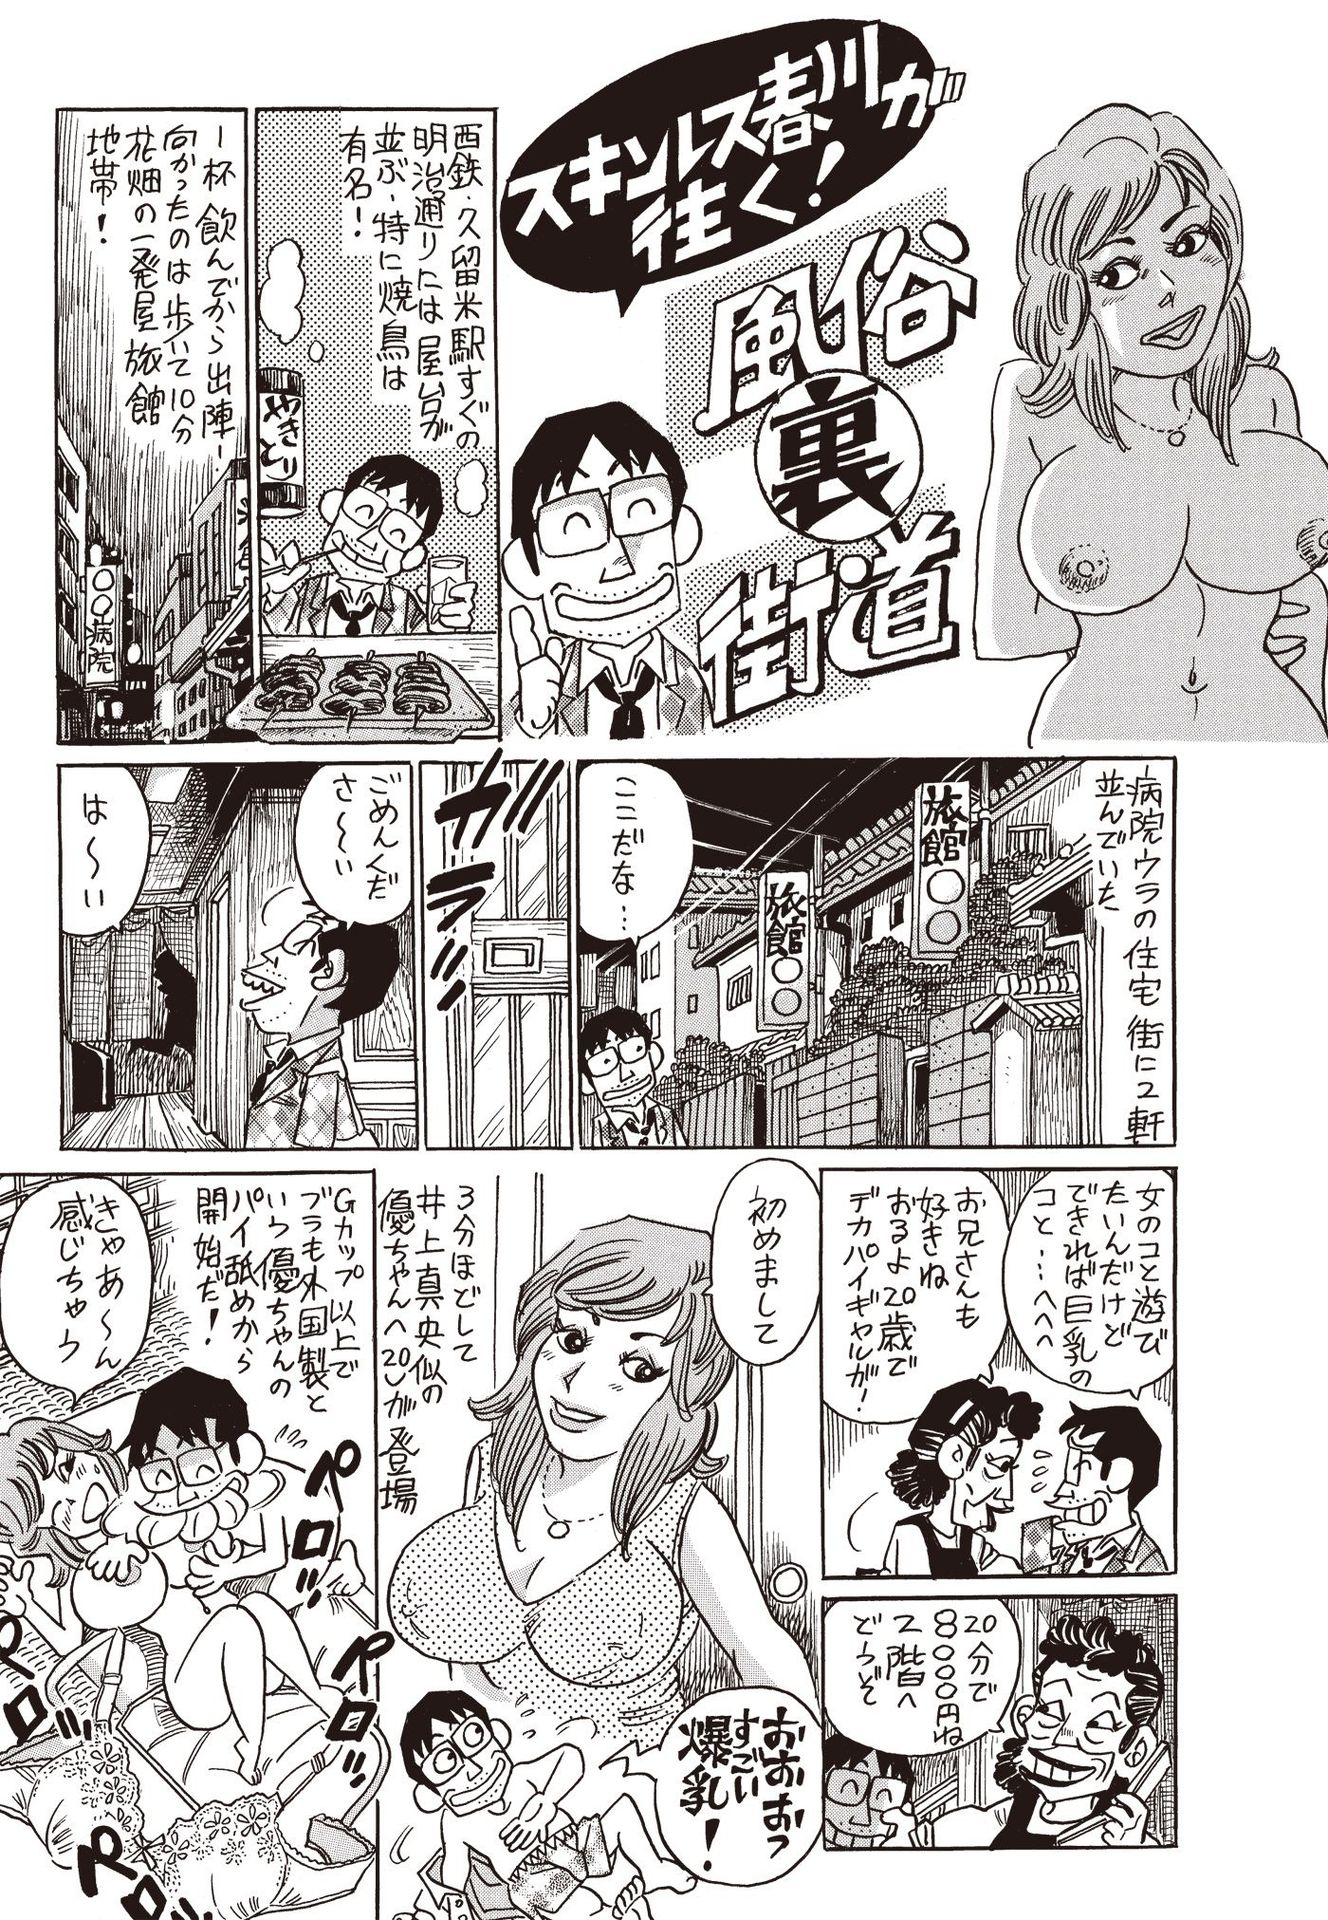 スキンレス春川が
往く！
風俗
裏
街道
西鉄・久留米駅すぐの
明治通りには屋台が
並ぶ、特に焼鳥は
有名！
やきとり
一杯飲んでから出陣、
向かったのは歩いて10分
花畑の一発屋旅館
地帯！
○○病院
病院ウラの住宅街に2軒
並んでいた
旅館○○
旅館○○
ここだな…
ガラ!
ごめんくだ
さ〜い
は〜い
女のコと遊び
たいんだけど
できれば巨乳の
コと…へへへ
お兄さんも
好きね
おるよ20歳で
デカパイギャルが！
20分で
8000円ね
2階へ
どうぞ
初めまして
3分ほどして
井上真央似の
優ちゃん（20）が登場
おおおっ
すごい
爆乳！
Gカップ以上で
ブラも外国製と
いう優ちゃんの
パイ舐めから
開始だ！
きゃあ〜ん
感じちゃう
ペロペロ
ペロペロ
ペロペロ